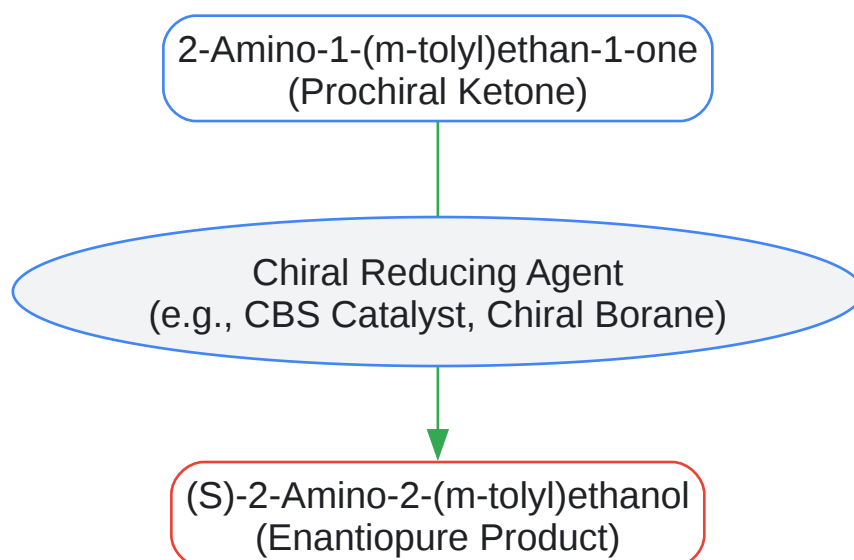 2-Amino-1-(m-tolyl)ethan-1-one
(Prochiral Ketone)
Chiral Reducing Agent
(e.g., CBS Catalyst, Chiral Borane)
(S)-2-Amino-2-(m-tolyl)ethanol
(Enantiopure Product)